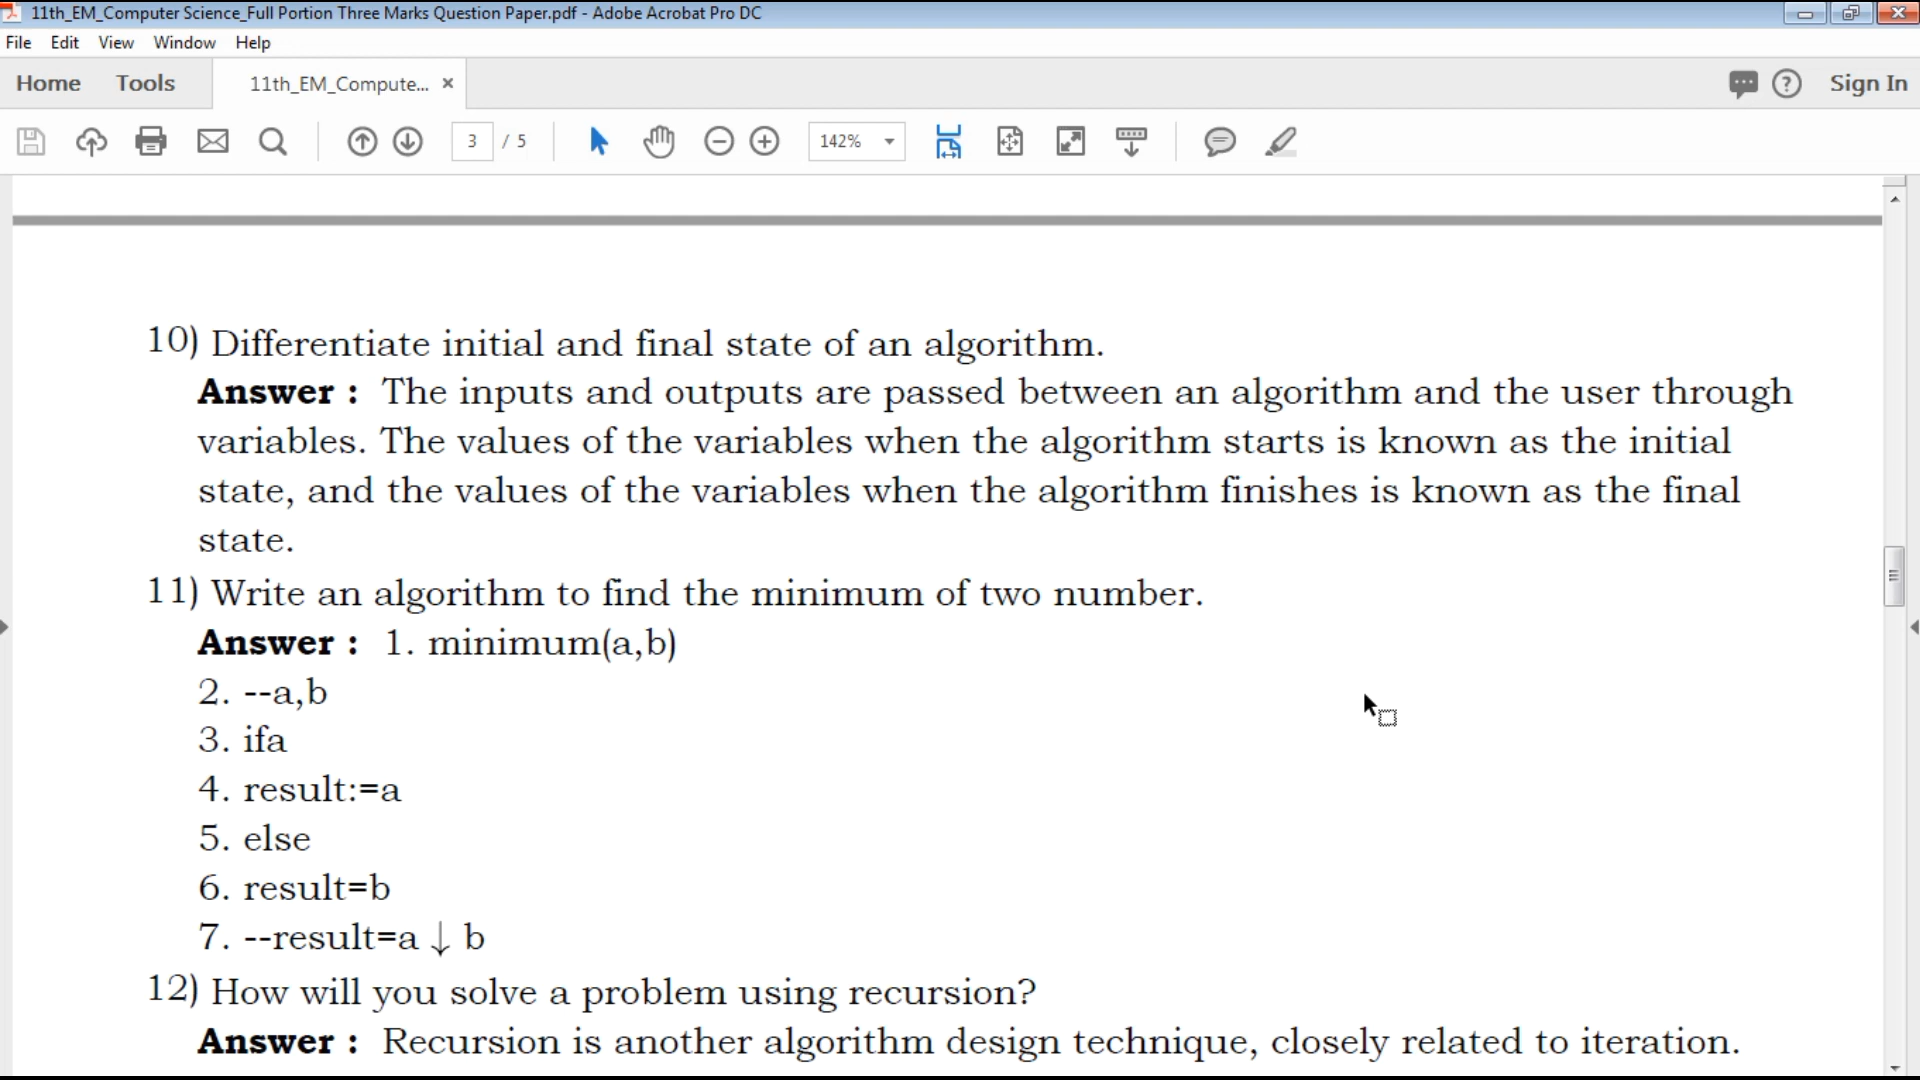 11th_EM_Computer Science_Full Portion Three Marks Question Paper.pdf - Adobe Acrobat Pro DC
File Edit View Window Help
Home Tools 11th_EM_Compute... × Sign In
3 / 5 142%
10) Differentiate initial and final state of an algorithm.
Answer : The inputs and outputs are passed between an algorithm and the user through
variables. The values of the variables when the algorithm starts is known as the initial
state, and the values of the variables when the algorithm finishes is known as the final
state.
11) Write an algorithm to find the minimum of two number.
Answer : 1. minimum(a,b)
2. --a,b
3. ifa
4. result:=a
5. else
6. result=b
7. --result=a ↓ b
12) How will you solve a problem using recursion?
Answer : Recursion is another algorithm design technique, closely related to iteration.